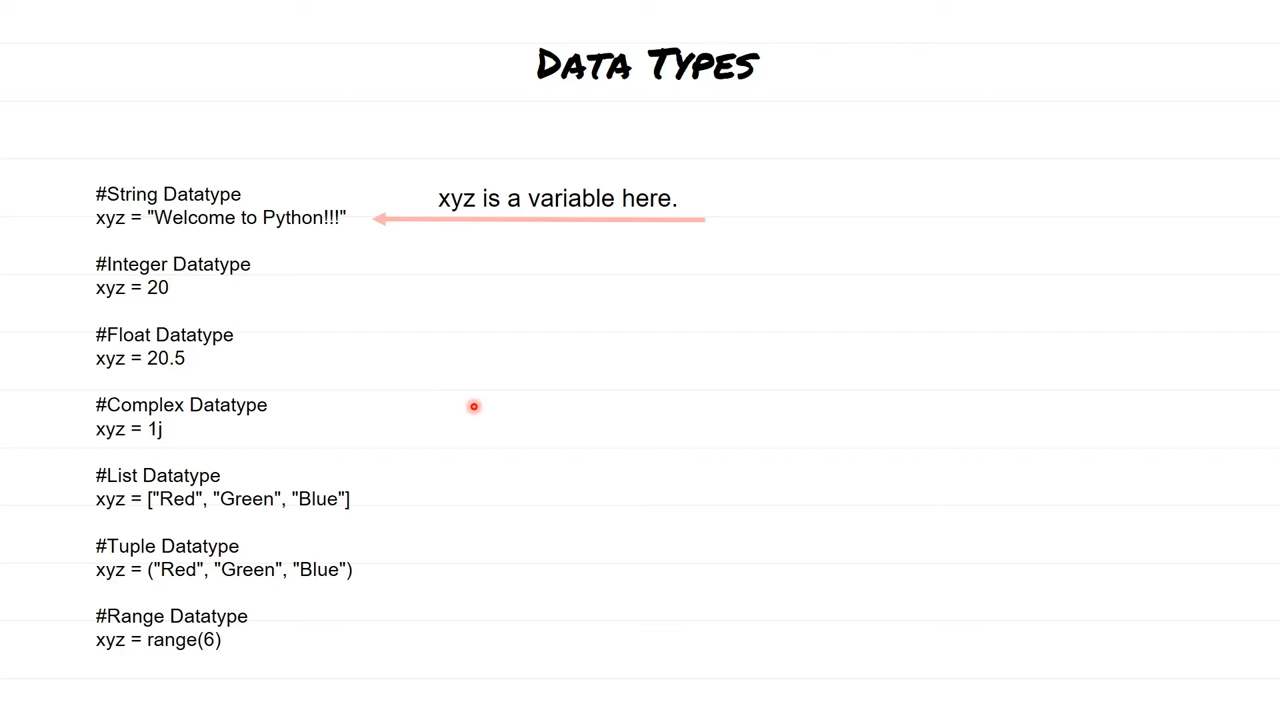 Data Types
#String Datatype
xyz = "Welcome to Python!!!"
xyz is a variable here.
#Integer Datatype
xyz = 20
#Float Datatype
xyz = 20.5
#Complex Datatype
xyz = 1j
#List Datatype
xyz = ["Red", "Green", "Blue"]
#Tuple Datatype
xyz = ("Red", "Green", "Blue")
#Range Datatype
xyz = range(6)